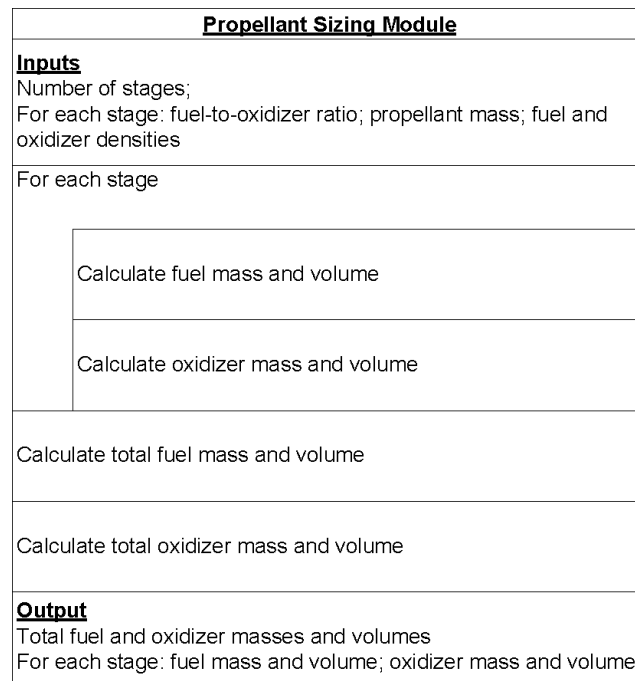 Propellant Sizing Module
Inputs
Number of stages;
For each stage: fuel-to-oxidizer ratio; propellant mass; fuel and
oxidizer densities
For each stage
Calculate fuel mass and volume
Calculate oxidizer mass and volume
Calculate total fuel mass and volume
Calculate total oxidizer mass and volume
Output
Total fuel and oxidizer masses and volumes
For each stage: fuel mass and volume; oxidizer mass and volume